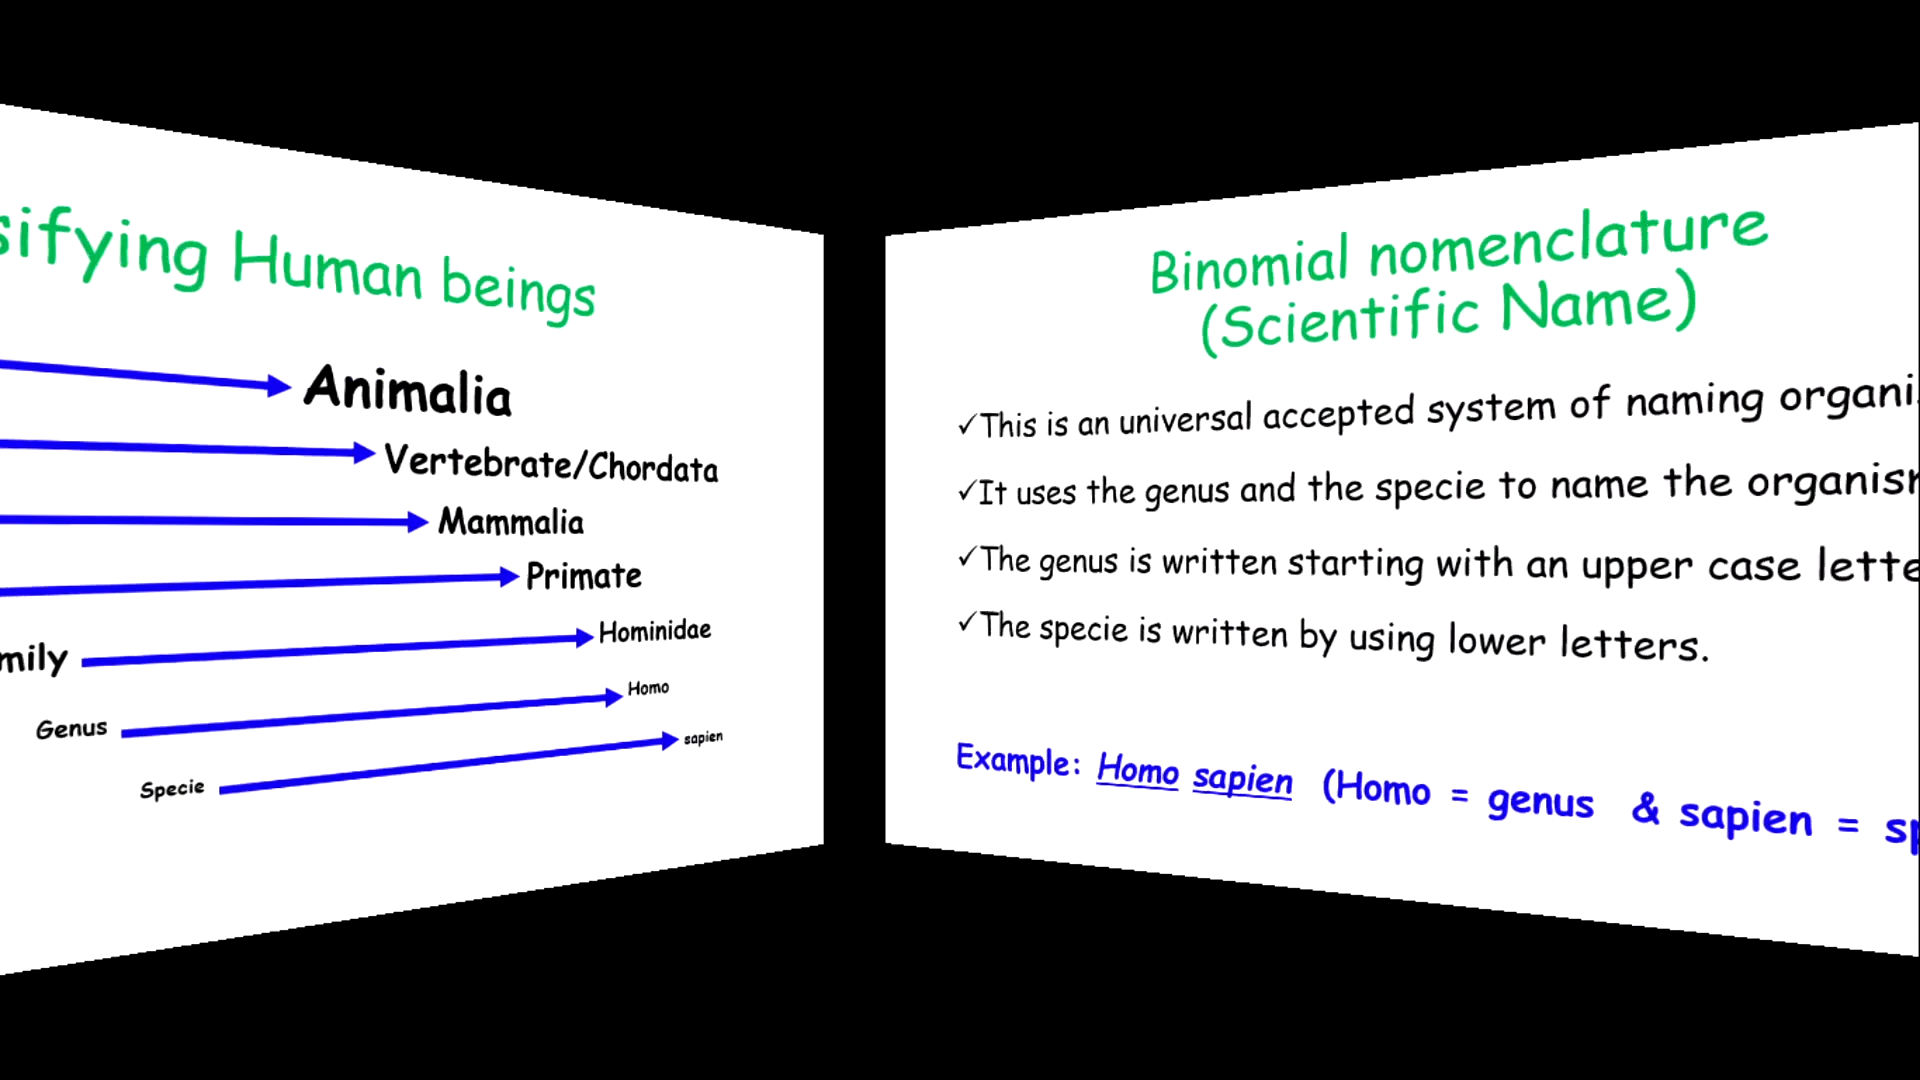 sifying Human beings
Animalia
Vertebrate/Chordata
Mammalia
Primate
mily Hominidae
Genus Homo
Specie sapien
Binomial nomenclature
(Scientific Name)
✓This is an universal accepted system of naming organi
✓It uses the genus and the specie to name the organis
✓The genus is written starting with an upper case lette
✓The specie is written by using lower letters.
Example: Homo sapien (Homo = genus & sapien = sp